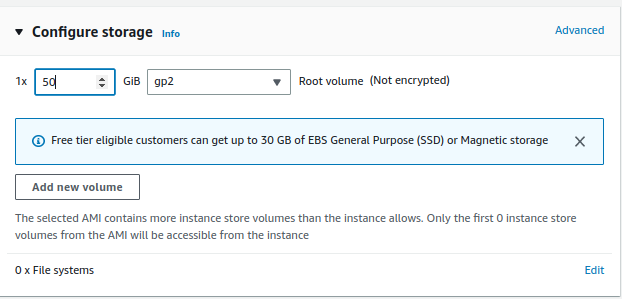 Configure storage Info Advanced
1x 50 GiB gp2 Root volume (Not encrypted)
Free tier eligible customers can get up to 30 GB of EBS General Purpose (SSD) or Magnetic storage
Add new volume
The selected AMI contains more instance store volumes than the instance allows. Only the first 0 instance store
volumes from the AMI will be accessible from the instance
0 x File systems Edit